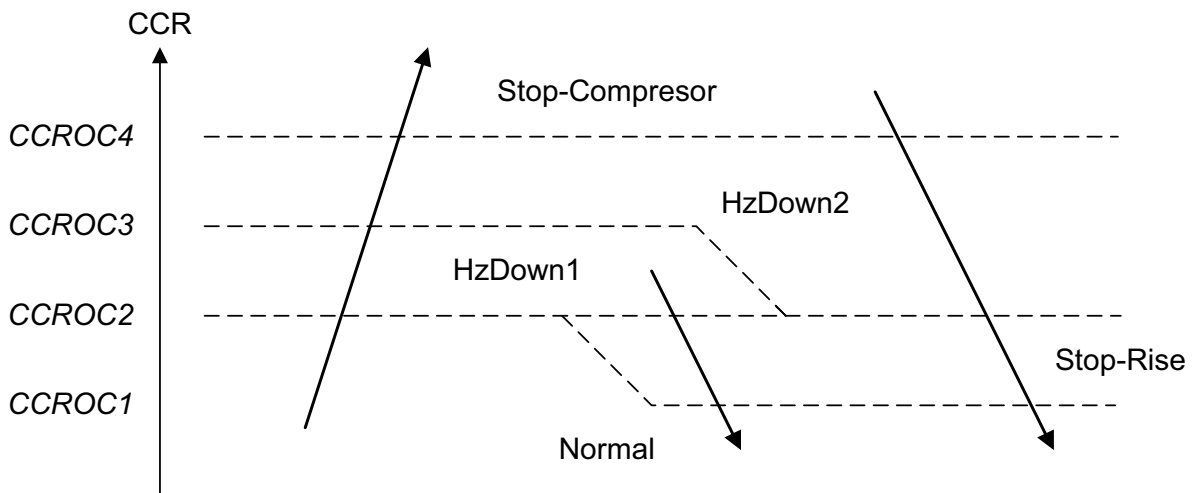 CCR
Stop-Compresor
CCROC4
HzDown2
CCROC3
HzDown1
CCROC2
Stop-Rise
CCROC1
Normal